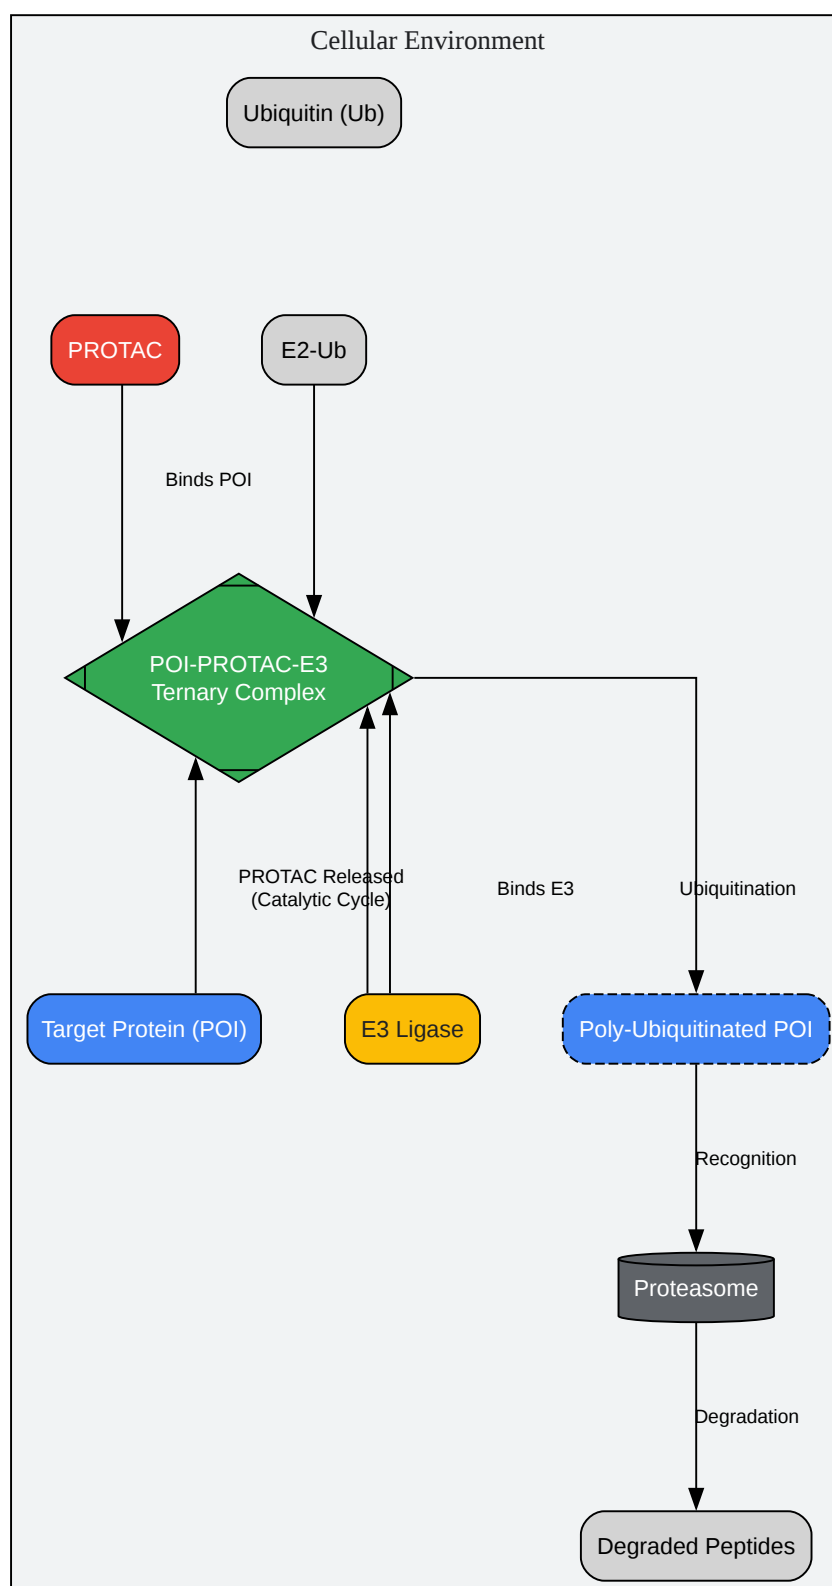 Cellular Environment
Ubiquitin (Ub)
PROTAC
E2-Ub
Binds POI
POI-PROTAC-E3
Ternary Complex
PROTAC Released
(Catalytic Cycle)
Binds E3
Ubiquitination
Target Protein (POI)
E3 Ligase
Poly-Ubiquitinated POI
Recognition
Proteasome
Degradation
Degraded Peptides